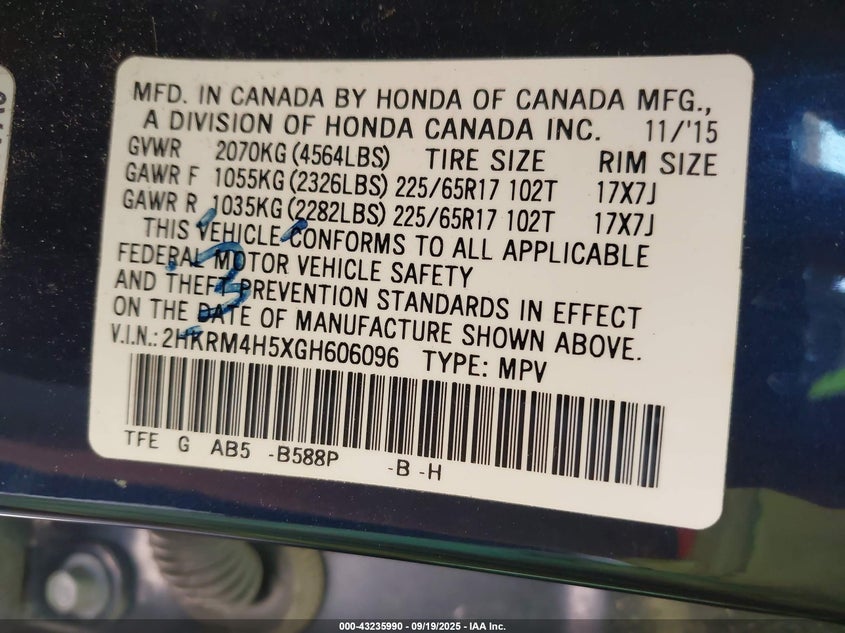 MFD. IN CANADA BY HONDA OF CANADA MFG.,
A DIVISION OF HONDA CANADA INC. 11/'15
GVWR 2070KG (4564LBS) TIRE SIZE RIM SIZE
GAWR F 1055KG (2326LBS) 225/65R17 102T 17X7J
GAWR R 1035KG (2282LBS) 225/65R17 102T 17X7J
THIS VEHICLE CONFORMS TO ALL APPLICABLE
FEDERAL MOTOR VEHICLE SAFETY
AND THEFT PREVENTION STANDARDS IN EFFECT
ON THE DATE OF MANUFACTURE SHOWN ABOVE.
V.I.N.: 2HKRM4H5XGH606096 TYPE: MPV
TFE G AB5 -B588P -B -H
000-43235990 - 09/19/2025 - IAA Inc.